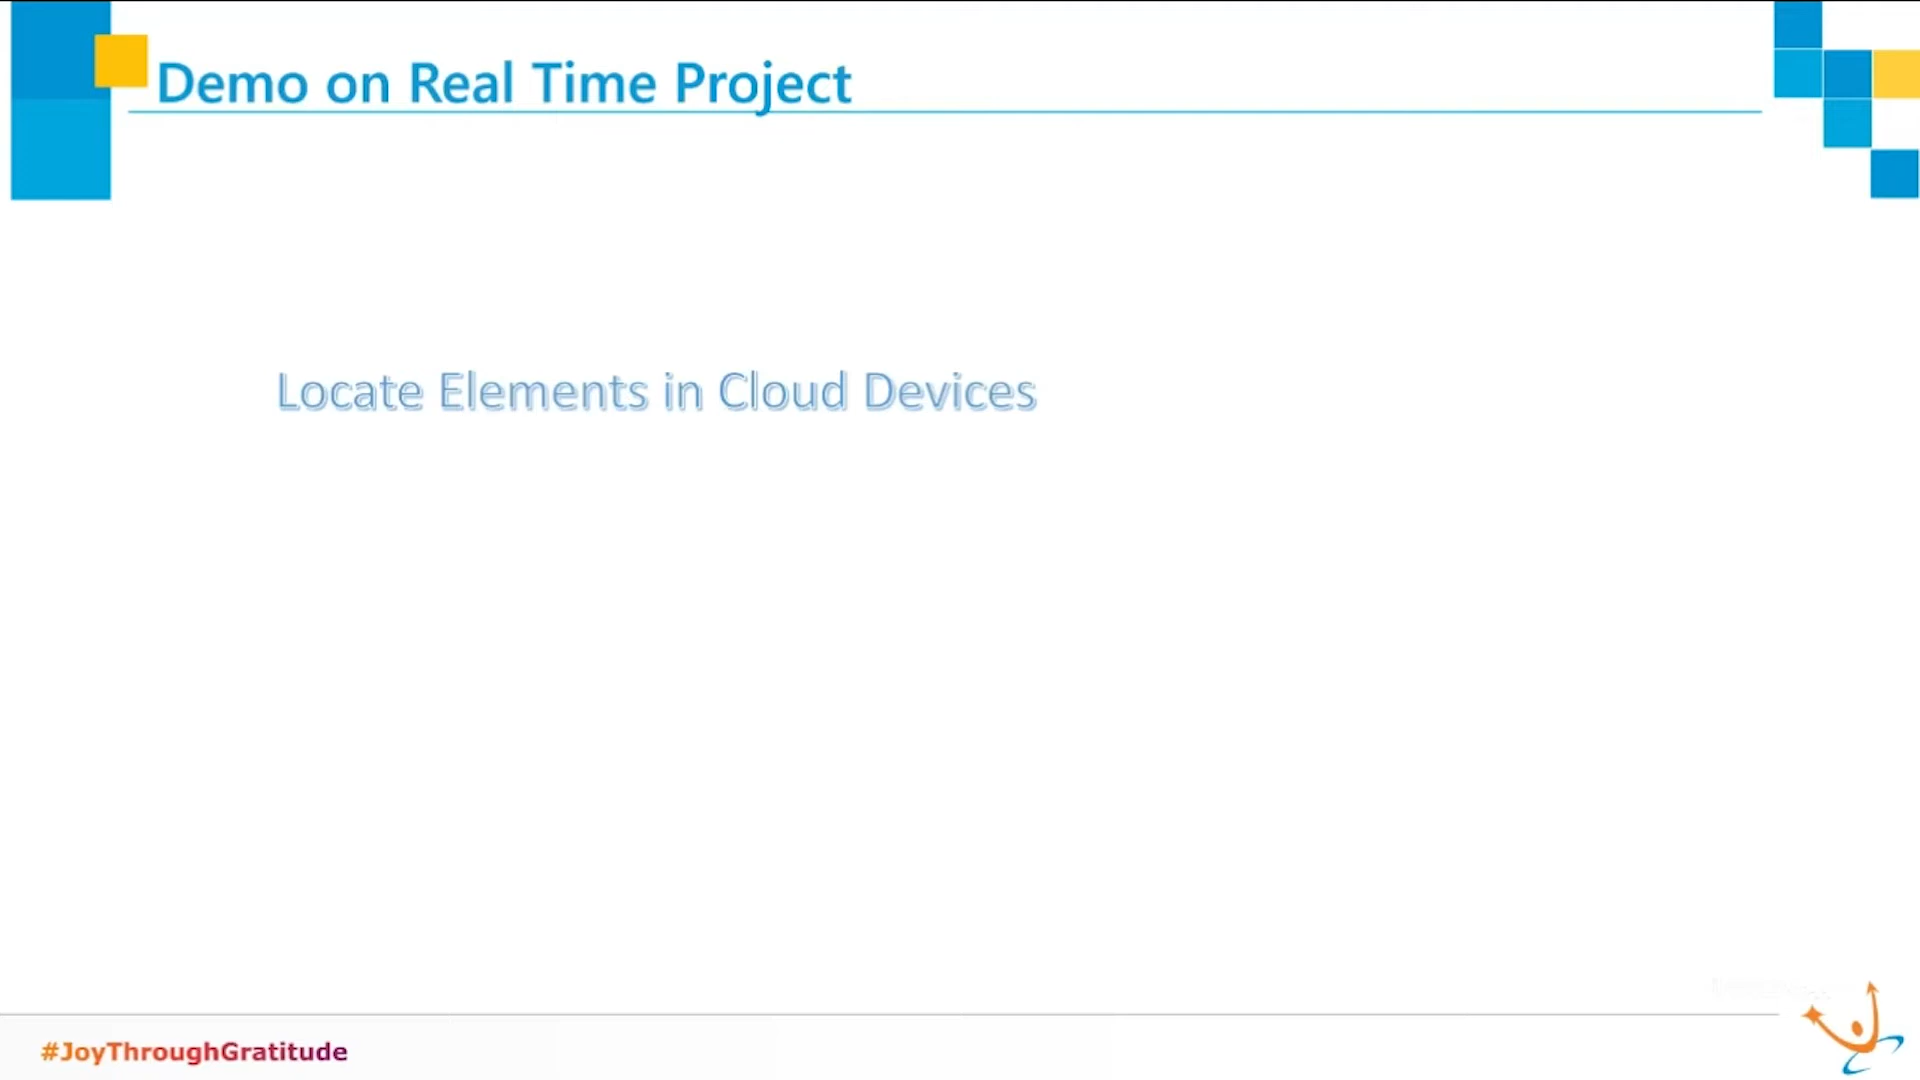 Demo on Real Time Project
Locate Elements in Cloud Devices
#JoyThroughGratitude